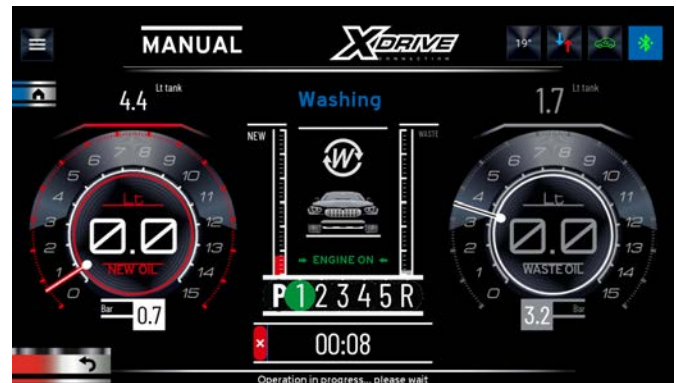 MANUAL
XDRIVE
CONNECTION
19°
4.4 Lt tank
Washing
1.7 Lt tank
NEW
WASTE
W
0 1 2 3 4 5 6 7 8 9 10 11 12 13 14 15
Lt
0.0
NEW OIL
Bar
0.7
ENGINE ON
P 1 2 3 4 5 R
0 1 2 3 4 5 6 7 8 9 10 11 12 13 14 15
Lt
0.0
WASTE OIL
3.2
Bar
×
00:08
Operation in progress... please wait